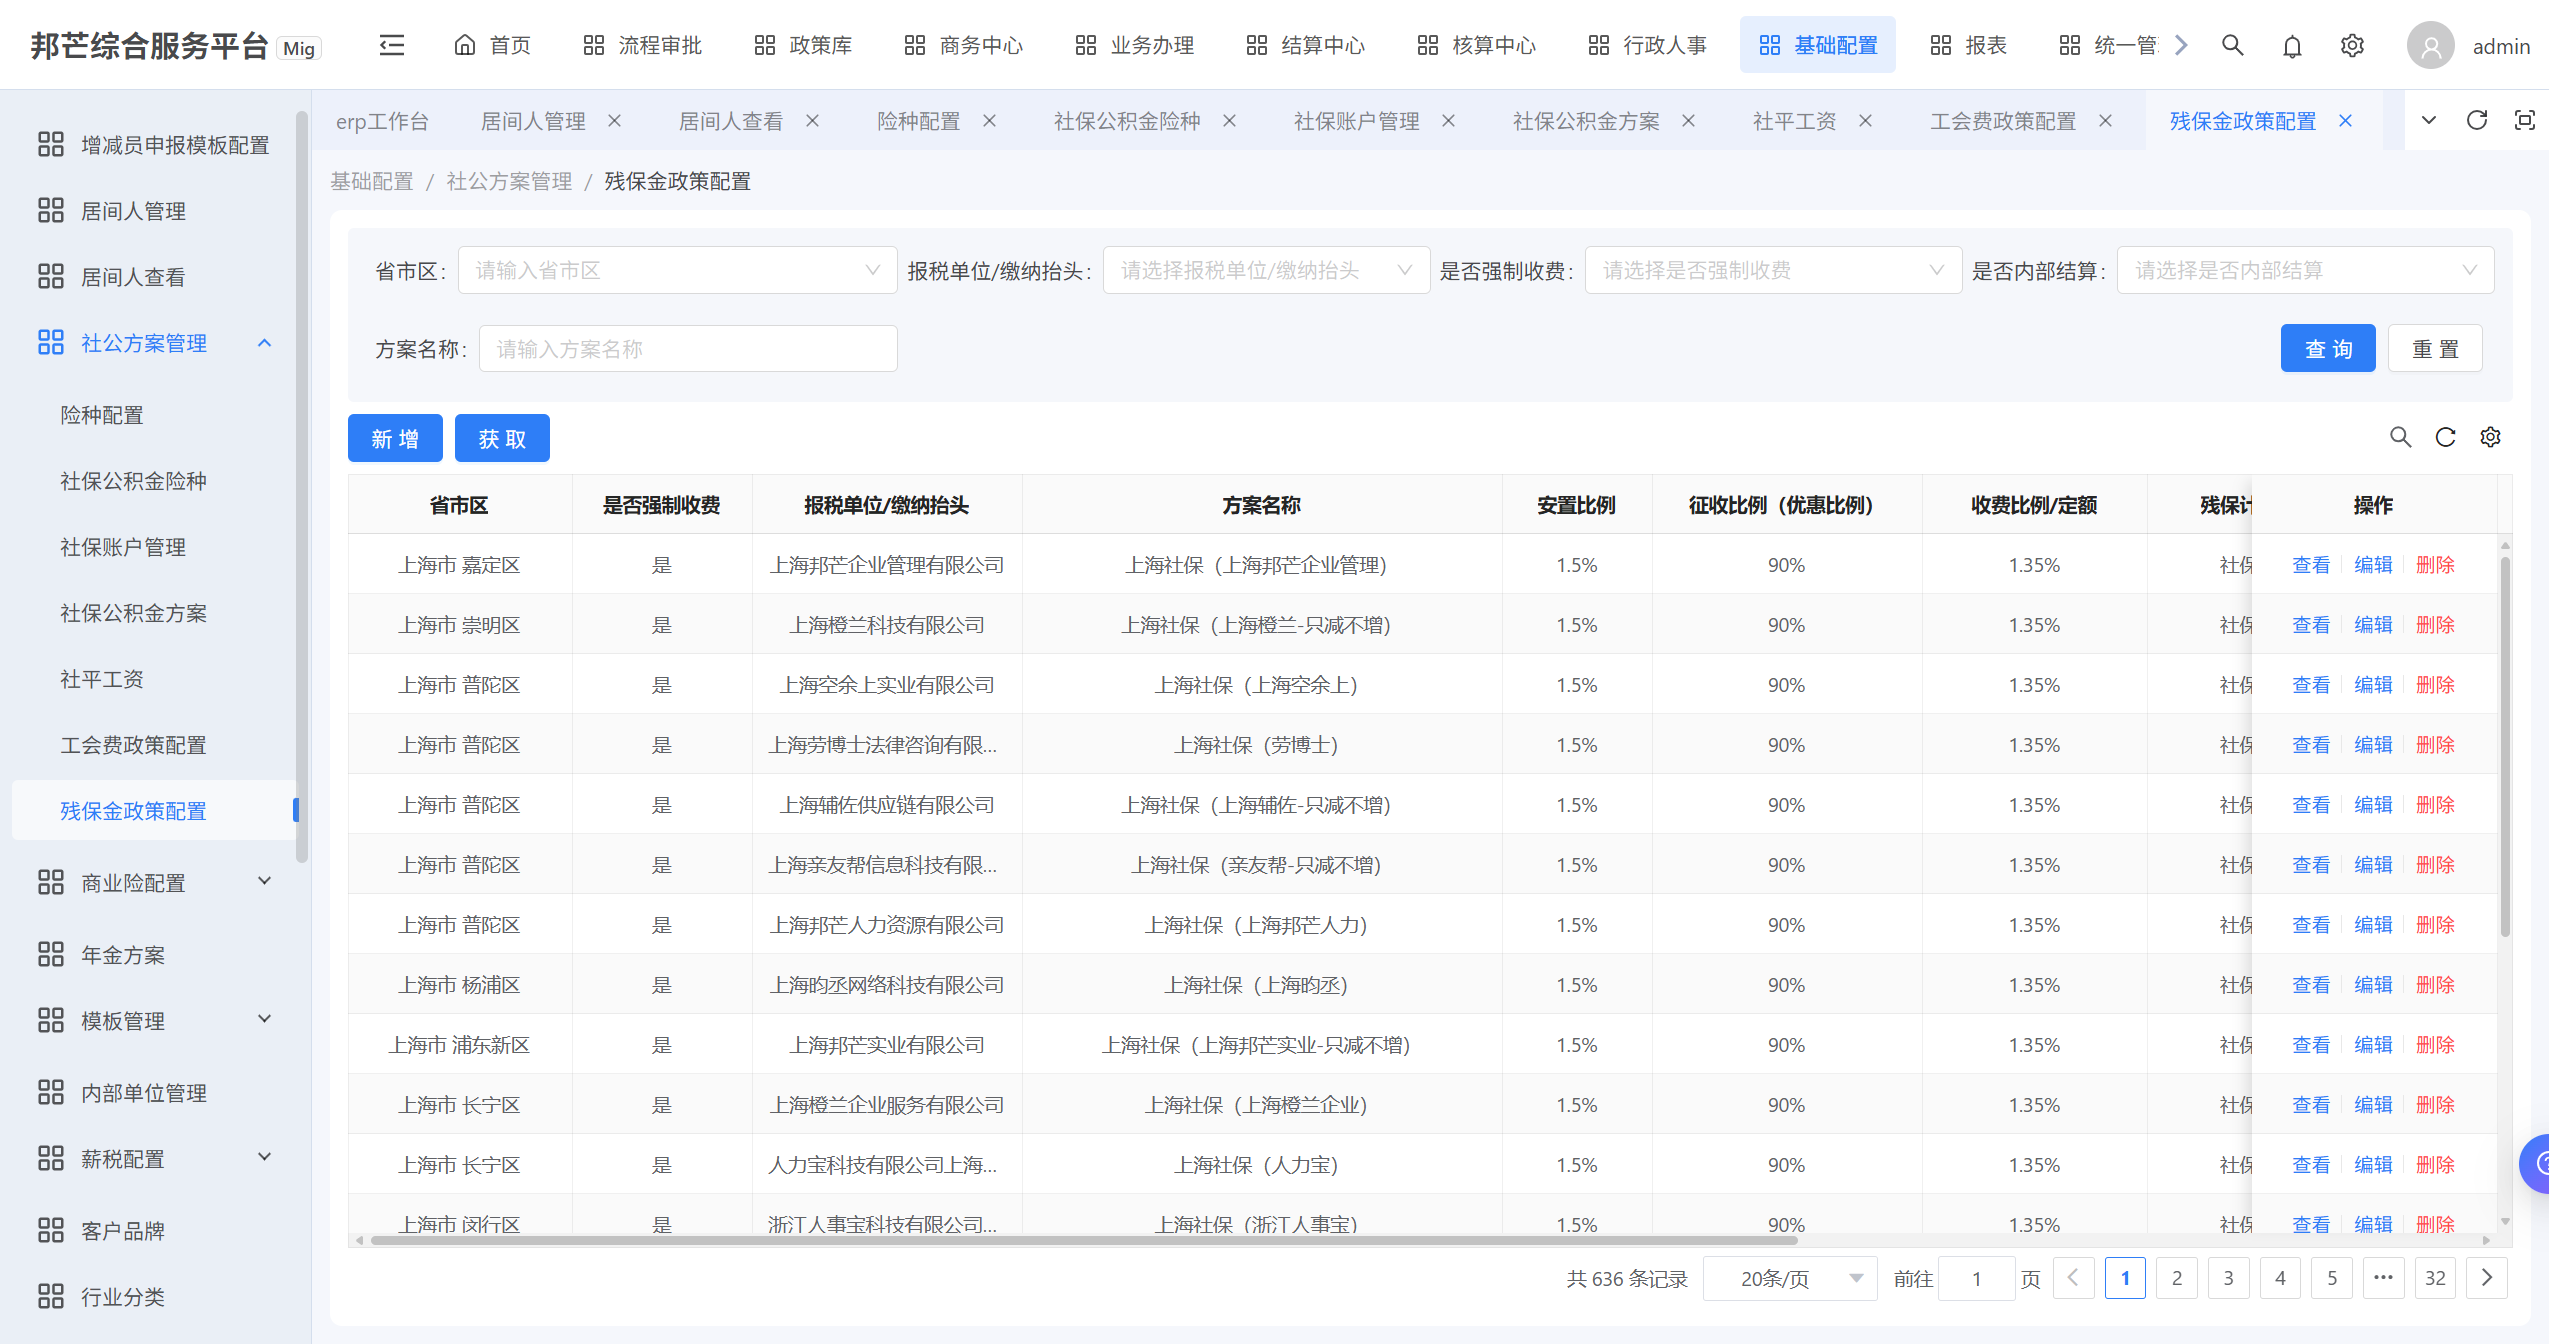 邦芒综合服务平台 Mig 首页 流程审批 政策库 商务中心 业务办理 结算中心 核算中心 行政人事 基础配置 报表 统一管 admin
erp工作台 居间人管理 居间人查看 险种配置 社保公积金险种 社保账户管理 社保公积金方案 社平工资 工会费政策配置 残保金政策配置
基础配置 / 社公方案管理 / 残保金政策配置
增减员申报模板配置
居间人管理
居间人查看
社公方案管理
险种配置
社保公积金险种
社保账户管理
社保公积金方案
社平工资
工会费政策配置
残保金政策配置
商业险配置
年金方案
模板管理
内部单位管理
薪税配置
客户品牌
行业分类
省市区: 请输入省市区 报税单位/缴纳抬头: 请选择报税单位/缴纳抬头 是否强制收费: 请选择是否强制收费 是否内部结算: 请选择是否内部结算
方案名称: 请输入方案名称 查 询 重 置
新 增 获 取
省市区 是否强制收费 报税单位/缴纳抬头 方案名称 安置比例 征收比例（优惠比例） 收费比例/定额 残保计 操作
上海市 嘉定区 是 上海邦芒企业管理有限公司 上海社保（上海邦芒企业管理） 1.5% 90% 1.35% 社保 查看 编辑 删除
上海市 崇明区 是 上海橙兰科技有限公司 上海社保（上海橙兰-只减不增） 1.5% 90% 1.35% 社保 查看 编辑 删除
上海市 普陀区 是 上海空余上实业有限公司 上海社保（上海空余上） 1.5% 90% 1.35% 社保 查看 编辑 删除
上海市 普陀区 是 上海劳博士法律咨询有限... 上海社保（劳博士） 1.5% 90% 1.35% 社保 查看 编辑 删除
上海市 普陀区 是 上海辅佐供应链有限公司 上海社保（上海辅佐-只减不增） 1.5% 90% 1.35% 社保 查看 编辑 删除
上海市 普陀区 是 上海亲友帮信息科技有限... 上海社保（亲友帮-只减不增） 1.5% 90% 1.35% 社保 查看 编辑 删除
上海市 普陀区 是 上海邦芒人力资源有限公司 上海社保（上海邦芒人力） 1.5% 90% 1.35% 社保 查看 编辑 删除
上海市 杨浦区 是 上海昀丞网络科技有限公司 上海社保（上海昀丞） 1.5% 90% 1.35% 社保 查看 编辑 删除
上海市 浦东新区 是 上海邦芒实业有限公司 上海社保（上海邦芒实业-只减不增） 1.5% 90% 1.35% 社保 查看 编辑 删除
上海市 长宁区 是 上海橙兰企业服务有限公司 上海社保（上海橙兰企业） 1.5% 90% 1.35% 社保 查看 编辑 删除
上海市 长宁区 是 人力宝科技有限公司上海... 上海社保（人力宝） 1.5% 90% 1.35% 社保 查看 编辑 删除
上海市 闵行区 是 浙江人事宝科技有限公司... 上海社保（浙江人事宝） 1.5% 90% 1.35% 社保 查看 编辑 删除
共 636 条记录 20条/页 前往 1 页 1 2 3 4 5 ••• 32